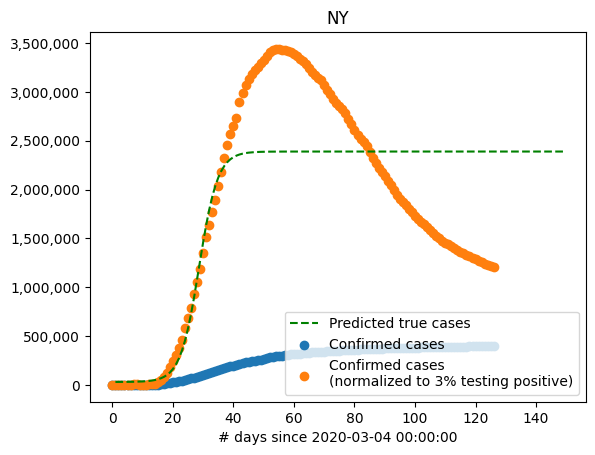 NY
3,500,000
3,000,000
2,500,000
2,000,000
1,500,000
1,000,000
500,000
0
Predicted true cases
Confirmed cases
Confirmed cases
(normalized to 3% testing positive)
0 20 40 60 80 100 120 140
# days since 2020-03-04 00:00:00